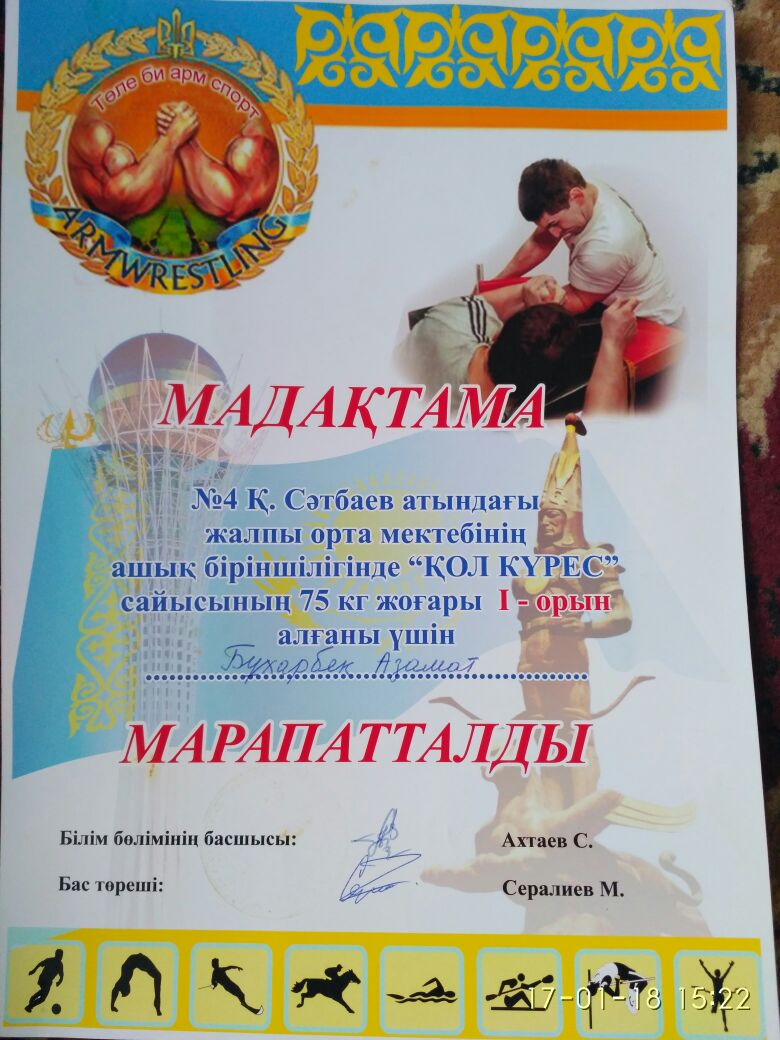 Төле би арм спорт
ARMWRESTLING
МАДАҚТАМА
№4 Қ. Сәтбаев атындағы
жалпы орта мектебінің
ашық біріншілігінде “ҚОЛ КҮРЕС”
сайысының 75 кг жоғары I - орын
алғаны үшін
Бухарбек Азамат
МАРАПАТТАЛДЫ
Білім бөлімінің басшысы: Ахтаев С.
Бас төреші: Сералиев М.
17-01-18 15:22